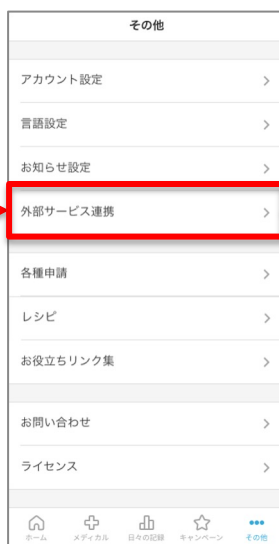 その他
アカウント設定
言語設定
お知らせ設定
外部サービス連携
各種申請
レシピ
お役立ちリンク集
お問い合わせ
ライセンス
ホーム メディカル 日々の記録 キャンペーン その他